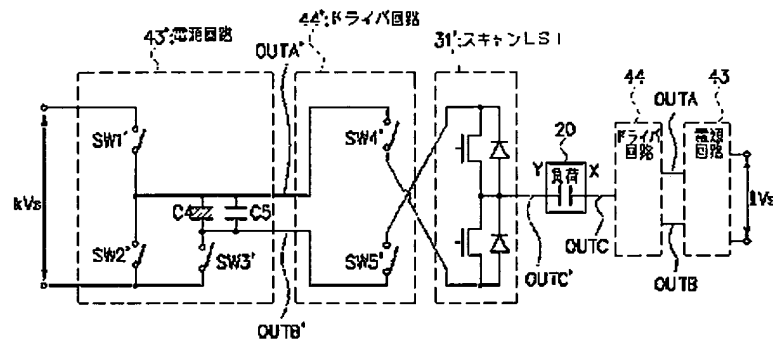 43':電源回路
44':ドライバ回路
31':スキャンLSI
OUTA'
44
OUTA
43
SW1'
SW4'
20
ドライバ
回路
電源
回路
Y
負荷
X
kVs
C4
C5
lVs
SW2'
SW3'
SW5'
OUTC'
OUTC
OUTB
OUTB'